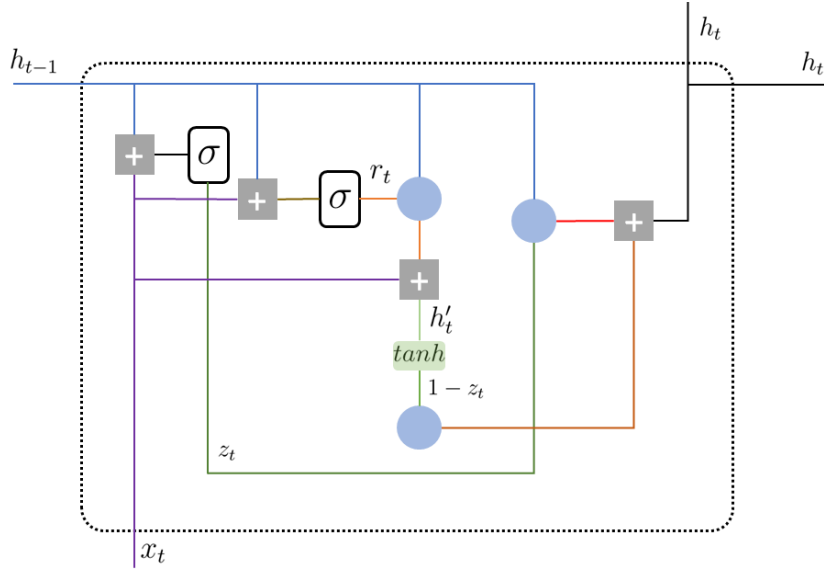 h_t
h_{t-1}
h_t
+
σ
r_t
+
σ
+
+
h'_t
tanh
1 − z_t
z_t
x_t